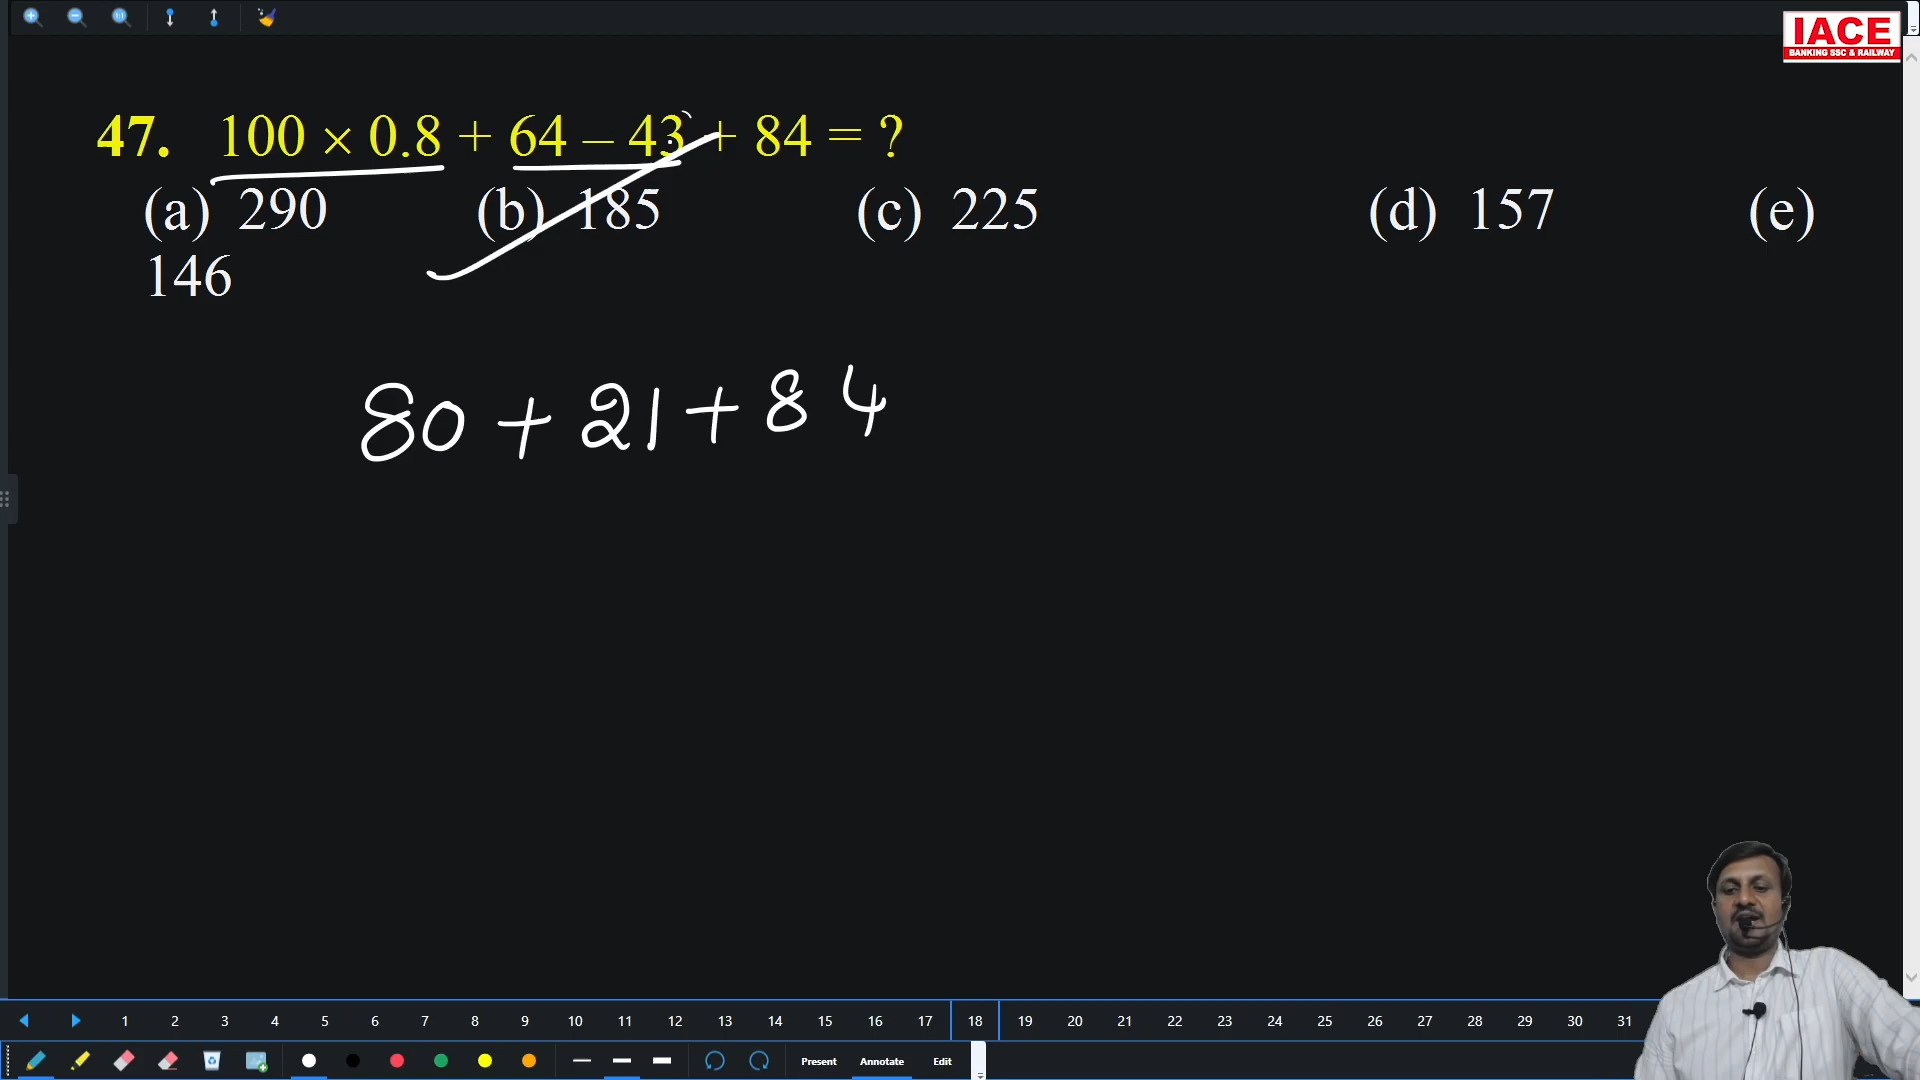 IACE
BANKING SSC & RAILWAY
47. 100 × 0.8 + 64 – 43 + 84 = ?
(a) 290 (b) 185 (c) 225 (d) 157 (e)
146
80 + 21 + 84
1 2 3 4 5 6 7 8 9 10 11 12 13 14 15 16 17 18 19 20 21 22 23 24 25 26 27 28 29 30 31
Present Annotate Edit